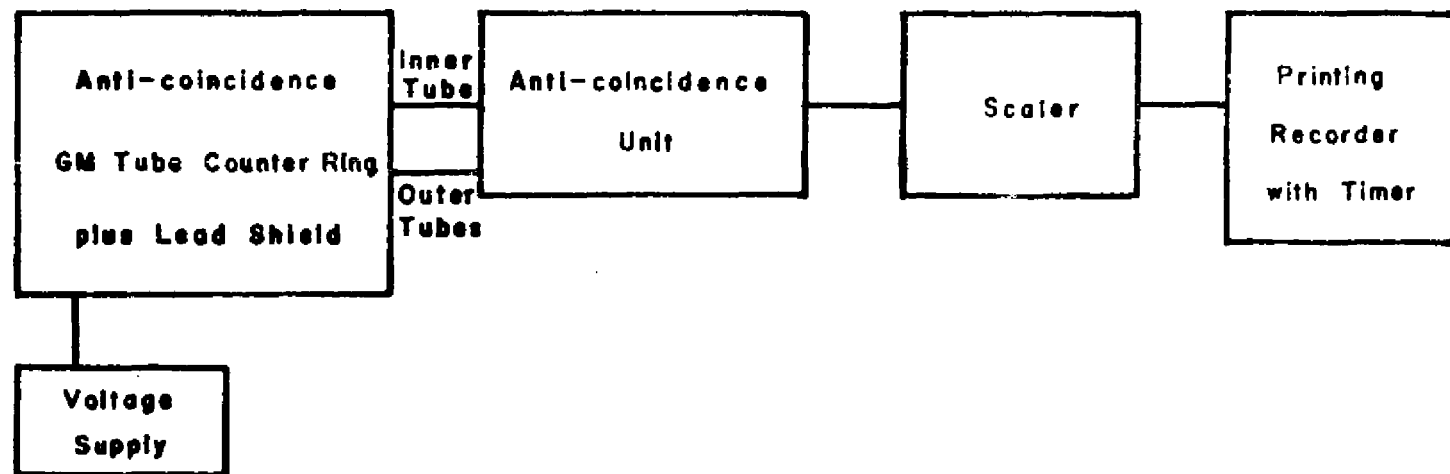 Anti-coincidence
GM Tube Counter Ring
plus Lead Shield
Inner
Tube
Outer
Tubes
Anti-coincidence
Unit
Scaler
Printing
Recorder
with Timer
Voltage
Supply